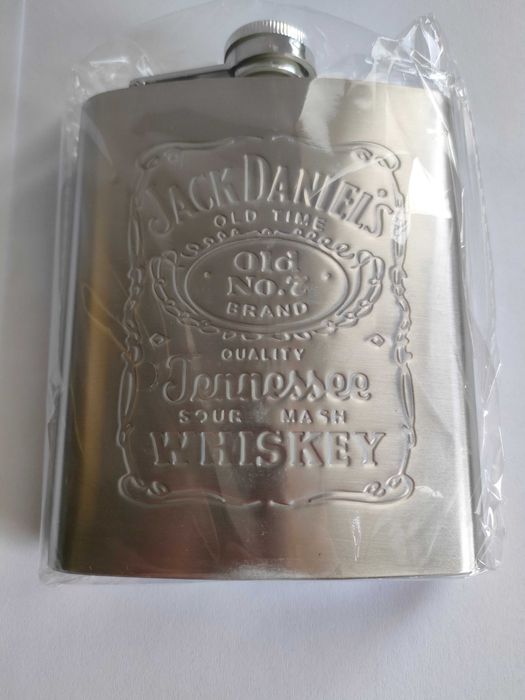 JACK DANIEL'S
OLD TIME
Old
No.7
BRAND
QUALITY
Tennessee
SOUR MASH
WHISKEY